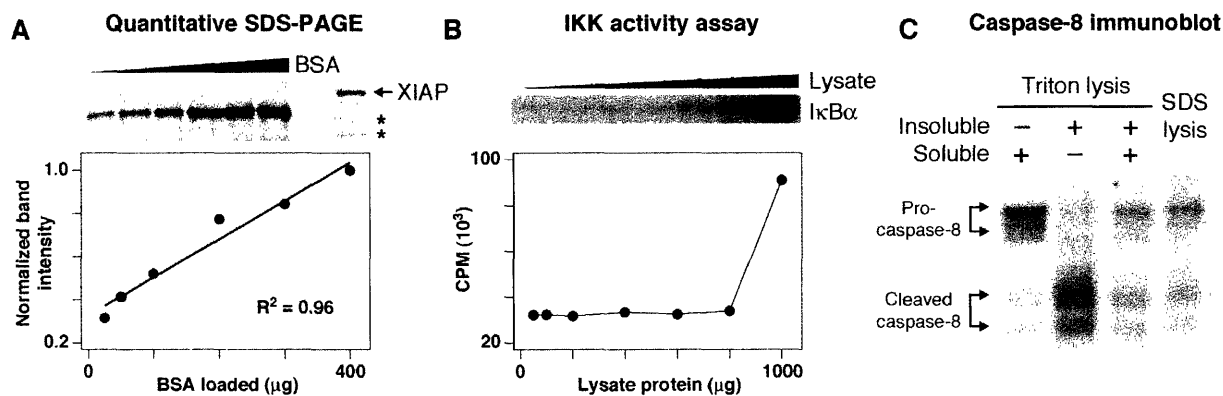 A
Quantitative SDS-PAGE
BSA
← XIAP
*
*
1.0
0.2
Normalized band
intensity
R² = 0.96
0
200
400
BSA loaded (μg)
B
IKK activity assay
Lysate
IκBα
100
20
CPM (10³)
0
1000
Lysate protein (μg)
C
Caspase-8 immunoblot
Triton lysis
SDS
lysis
Insoluble − + +
Soluble + − +
Pro-
caspase-8
Cleaved
caspase-8